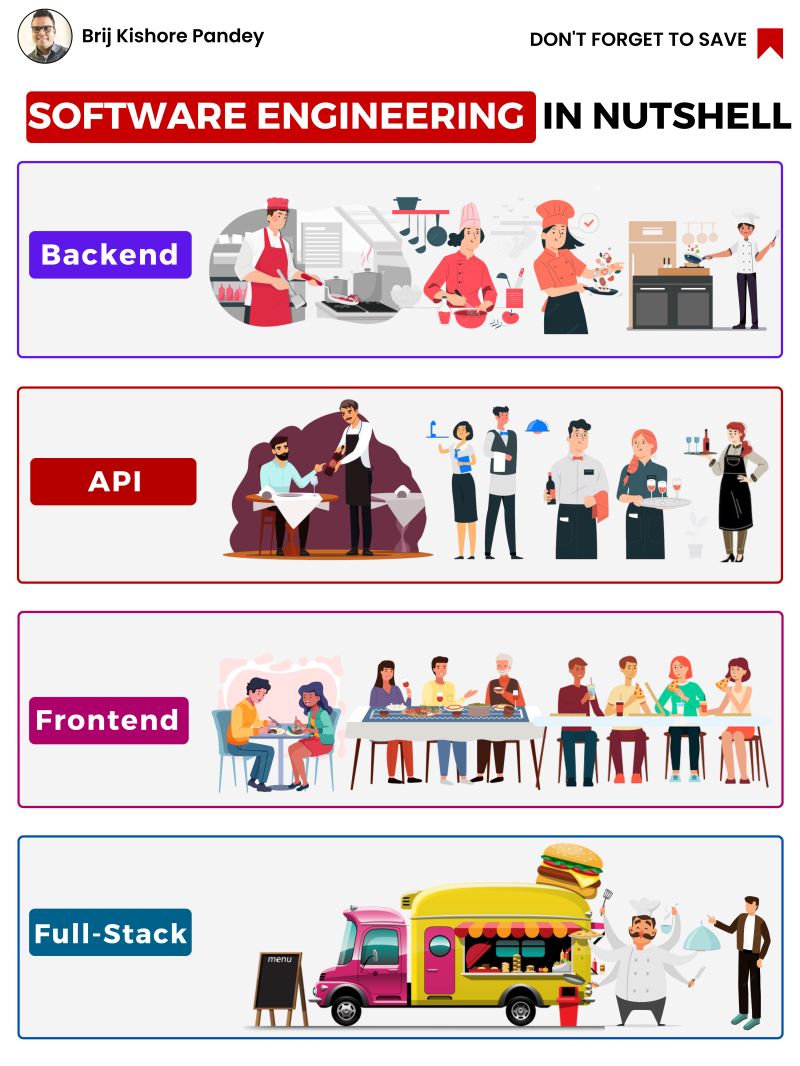 Brij Kishore Pandey
DON'T FORGET TO SAVE
SOFTWARE ENGINEERING IN NUTSHELL
Backend
API
Frontend
Full-Stack
menu